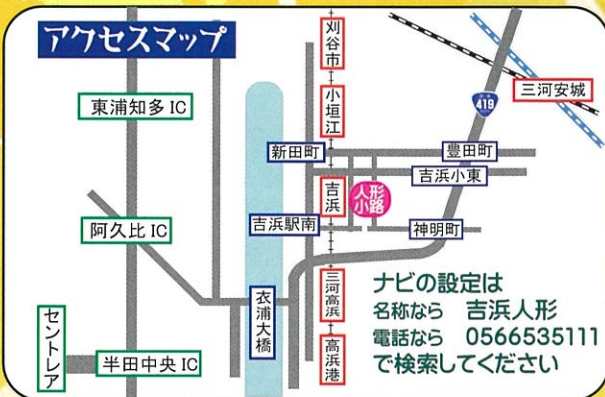 アクセスマップ
刈谷市
三河安城
419
東浦知多 IC
小垣江
新田町
豊田町
吉浜小東
吉浜
人形
小路
吉浜駅南
神明町
阿久比 IC
三河高浜
衣浦大橋
セントレア
半田中央 IC
高浜港
ナビの設定は
名称なら 吉浜人形
電話なら 0566535111
で検索してください